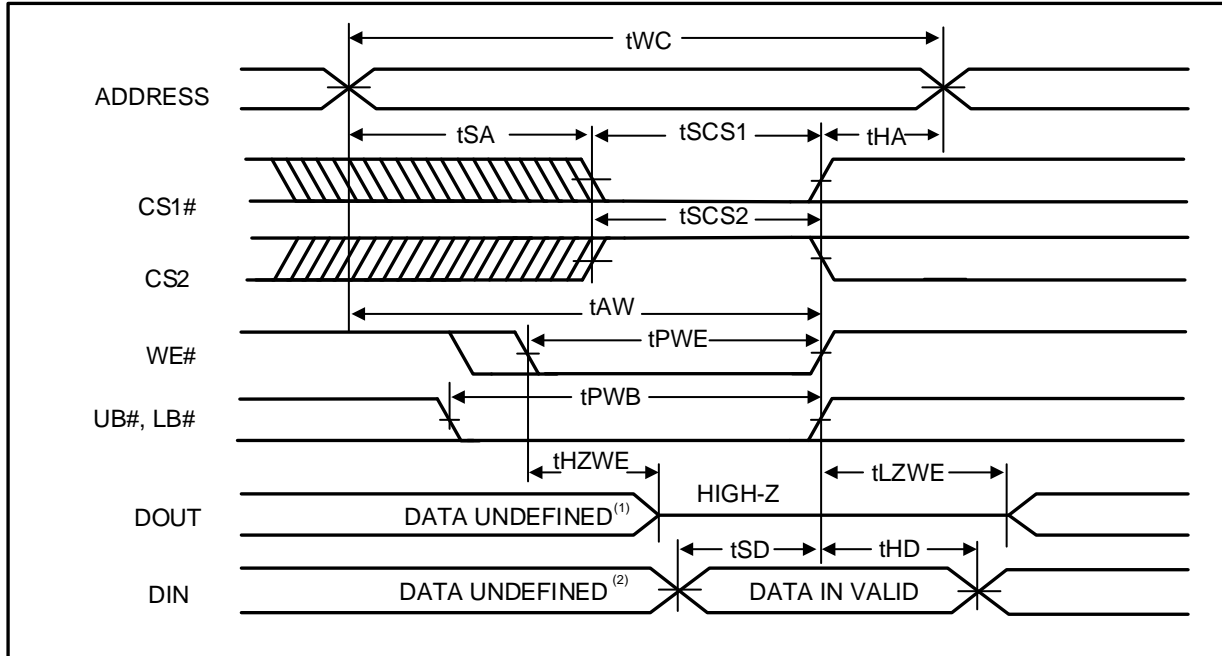 tWC
ADDRESS
tSA
tSCS1
tHA
CS1#
tSCS2
CS2
tAW
WE#
tPWE
tPWB
UB#, LB#
tHZWE
tLZWE
HIGH-Z
DOUT
DATA UNDEFINED(1)
tSD
tHD
DIN
DATA UNDEFINED (2)
DATA IN VALID